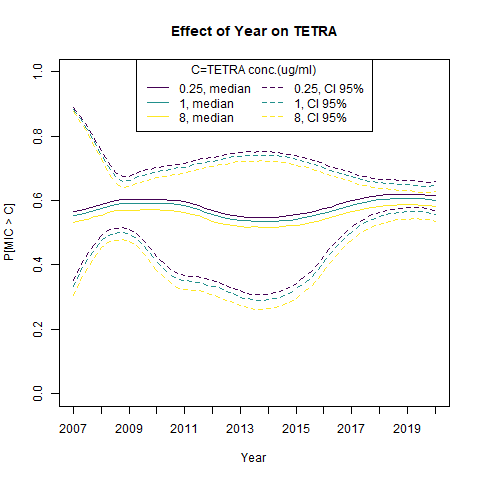 Effect of Year on TETRA
C=TETRA conc.(ug/ml)
0.25, median 0.25, CI 95%
1, median 1, CI 95%
8, median 8, CI 95%
P[MIC > C]
1.0
0.8
0.6
0.4
0.2
0.0
2007 2009 2011 2013 2015 2017 2019
Year